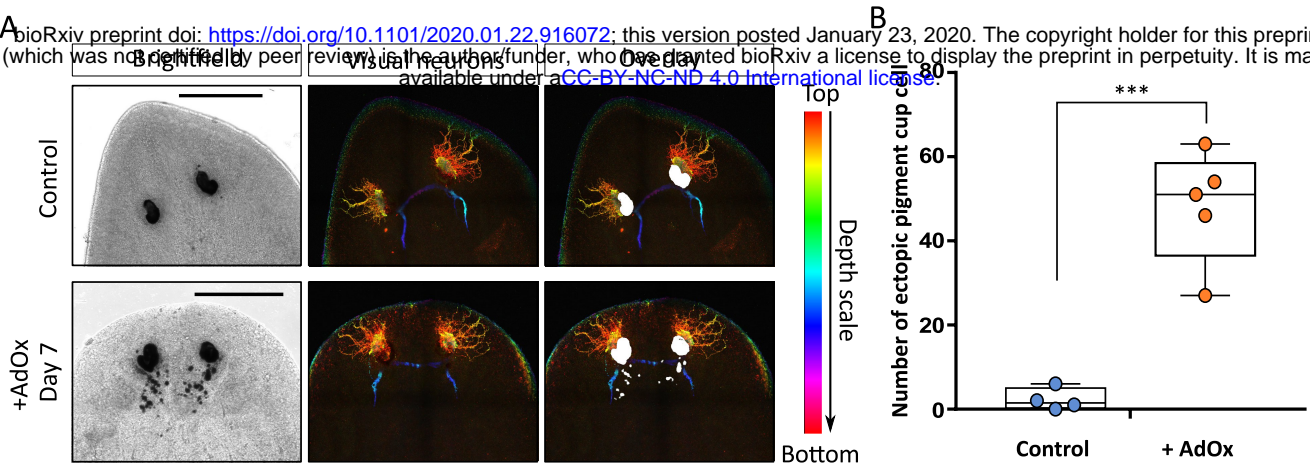 A
B
bioRxiv preprint doi: https://doi.org/10.1101/2020.01.22.916072; this version posted January 23, 2020. The copyright holder for this prepri
(which was not certified by peer review) is the author/funder, who has granted bioRxiv a license to display the preprint in perpetuity. It is ma
available under aCC-BY-NC-ND 4.0 International license.
Brightfield
Visual neurons
Overlay
Control
+AdOx
Day 7
Top
Depth scale
Bottom
Number of ectopic pigment cup cell
80
60
40
20
0
***
Control
+ AdOx